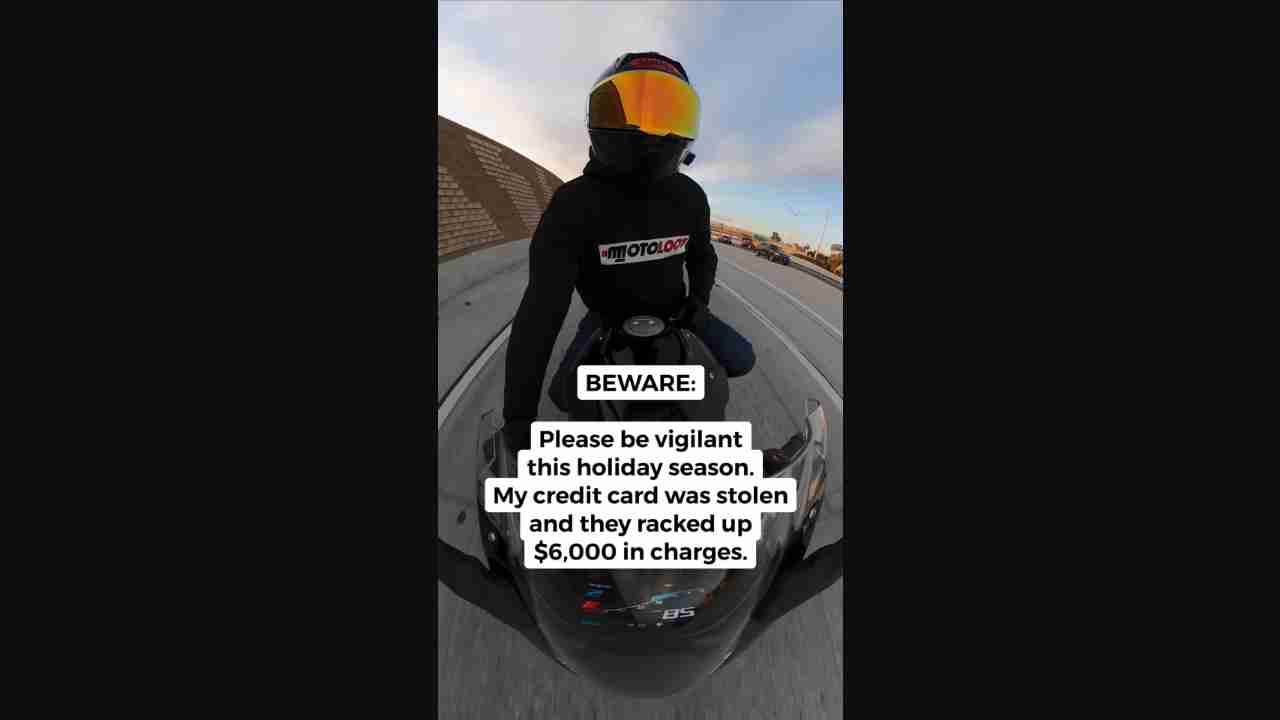 MOTOLOOT
BEWARE:
Please be vigilant
this holiday season.
My credit card was stolen
and they racked up
$6,000 in charges.